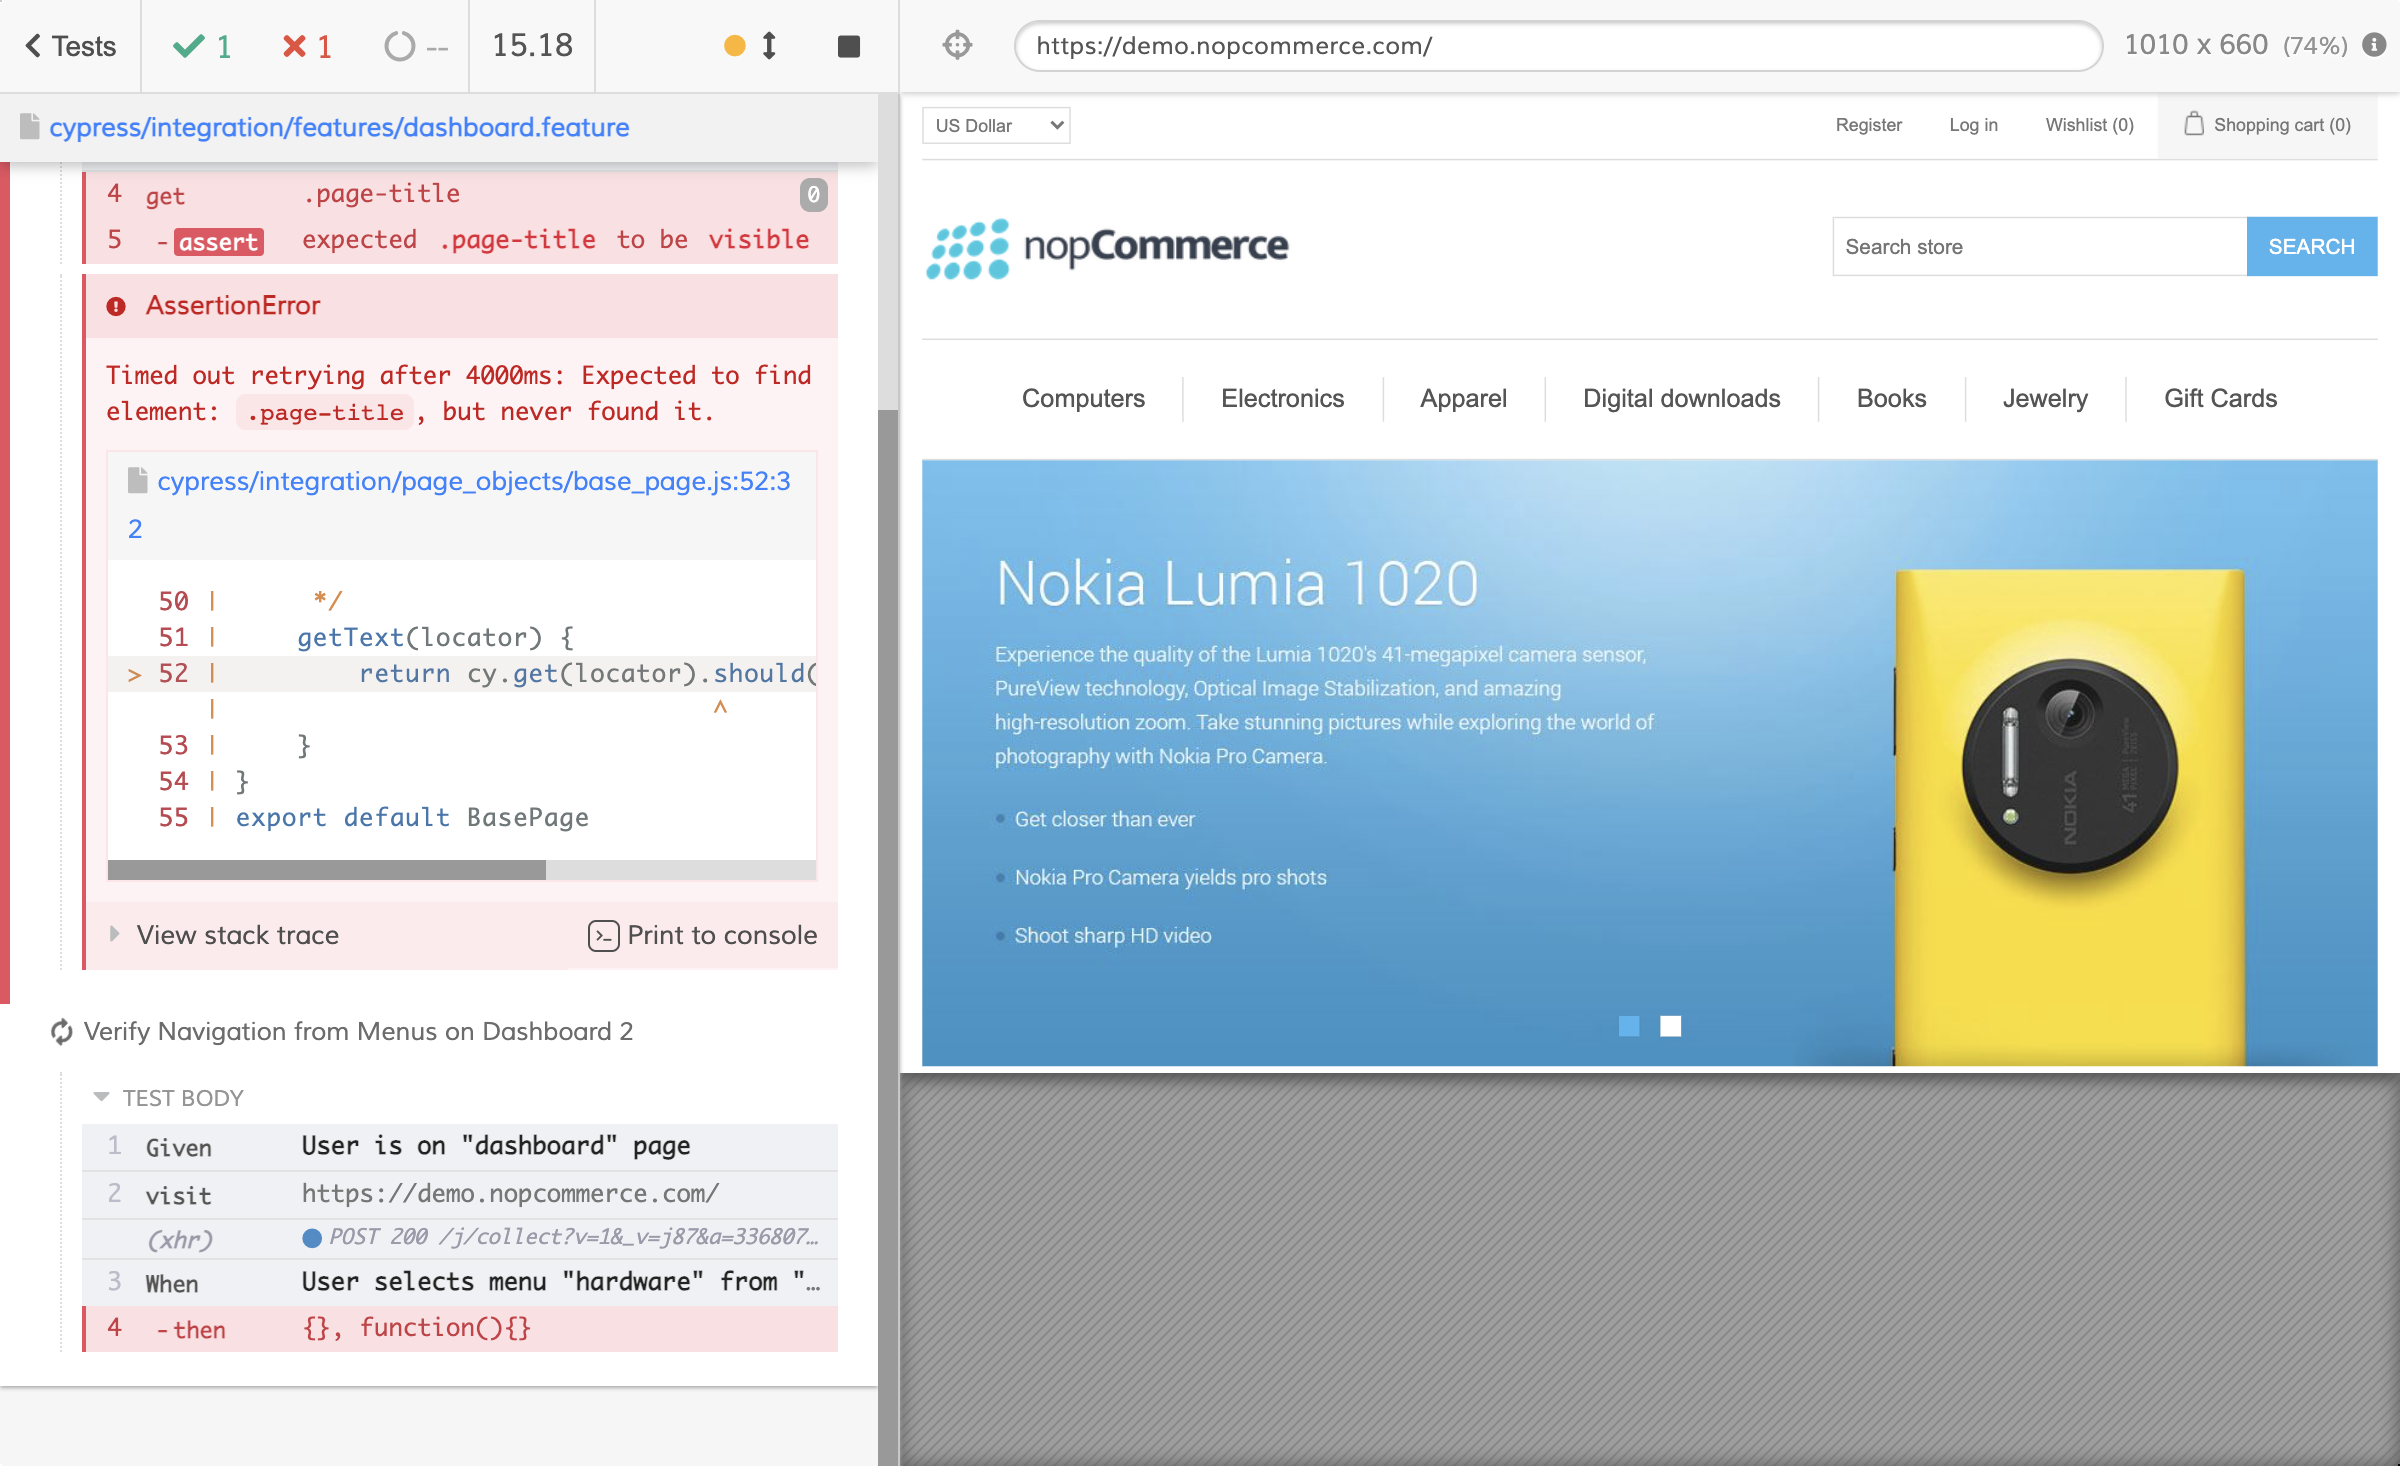 Tests
1
1
--
15.18
https://demo.nopcommerce.com/
1010 x 660 (74%)
cypress/integration/features/dashboard.feature
4 get .page-title 0
5 -assert expected .page-title to be visible
AssertionError
Timed out retrying after 4000ms: Expected to find
element: .page-title, but never found it.
cypress/integration/page_objects/base_page.js:52:3
2
50 | */
51 | getText(locator) {
> 52 | return cy.get(locator).should(
| ^
53 | }
54 | }
55 | export default BasePage
View stack trace
Print to console
Verify Navigation from Menus on Dashboard 2
TEST BODY
1 Given User is on "dashboard" page
2 visit https://demo.nopcommerce.com/
(xhr) POST 200 /j/collect?v=1&_v=j87&a=336807…
3 When User selects menu "hardware" from "…
4 -then {}, function(){}
US Dollar
Register
Log in
Wishlist (0)
Shopping cart (0)
nopCommerce
Search store
SEARCH
Computers
Electronics
Apparel
Digital downloads
Books
Jewelry
Gift Cards
Nokia Lumia 1020
Experience the quality of the Lumia 1020's 41-megapixel camera sensor,
PureView technology, Optical Image Stabilization, and amazing
high-resolution zoom. Take stunning pictures while exploring the world of
photography with Nokia Pro Camera.
Get closer than ever
Nokia Pro Camera yields pro shots
Shoot sharp HD video
NOKIA
41 MEGA PIXEL
PureView
ZEISS